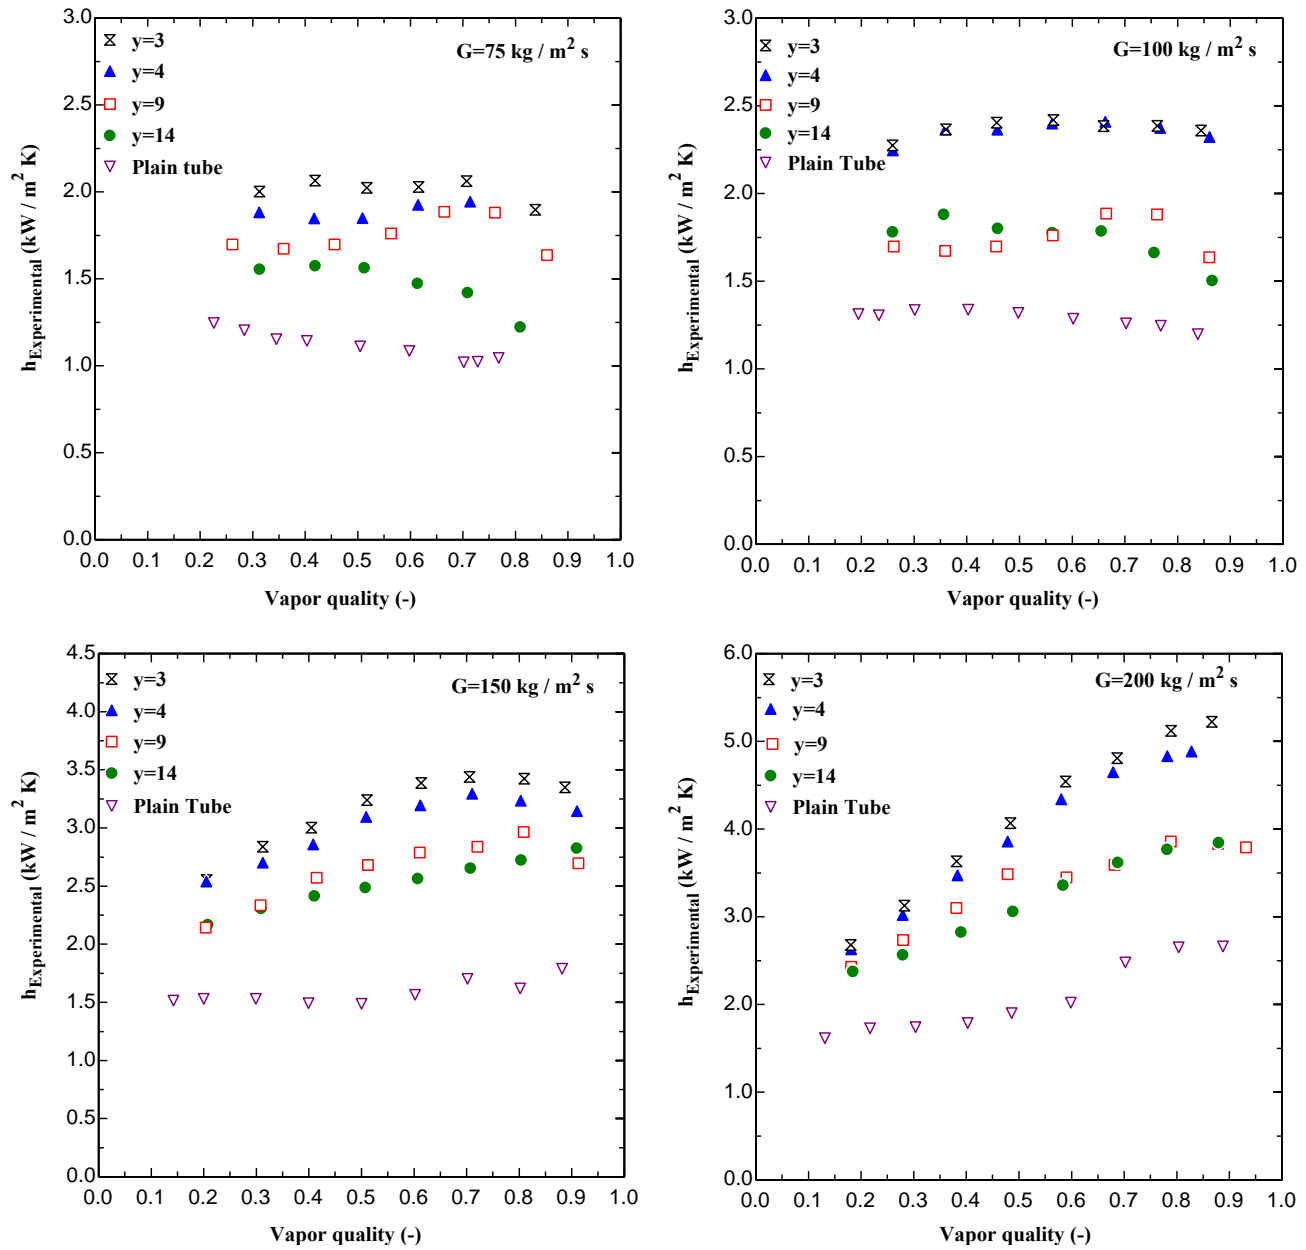 3.0
2.5
2.0
1.5
1.0
0.5
0.0
h_Experimental (kW / m² K)
y=3
y=4
y=9
y=14
Plain tube
G=75 kg / m² s
0.0 0.1 0.2 0.3 0.4 0.5 0.6 0.7 0.8 0.9 1.0
Vapor quality (-)
3.0
2.5
2.0
1.5
1.0
0.5
0.0
h_Experimental (kW / m² K)
y=3
y=4
y=9
y=14
Plain Tube
G=100 kg / m² s
0.0 0.1 0.2 0.3 0.4 0.5 0.6 0.7 0.8 0.9 1.0
Vapor quality (-)
4.5
4.0
3.5
3.0
2.5
2.0
1.5
1.0
0.5
0.0
h_Experimental (kW / m² K)
y=3
y=4
y=9
y=14
Plain Tube
G=150 kg / m² s
0.0 0.1 0.2 0.3 0.4 0.5 0.6 0.7 0.8 0.9 1.0
Vapor quality (-)
6.0
5.0
4.0
3.0
2.0
1.0
0.0
h_Experimental (kW / m² K)
y=3
y=4
y=9
y=14
Plain Tube
G=200 kg / m² s
0.0 0.1 0.2 0.3 0.4 0.5 0.6 0.7 0.8 0.9 1.0
Vapor quality (-)